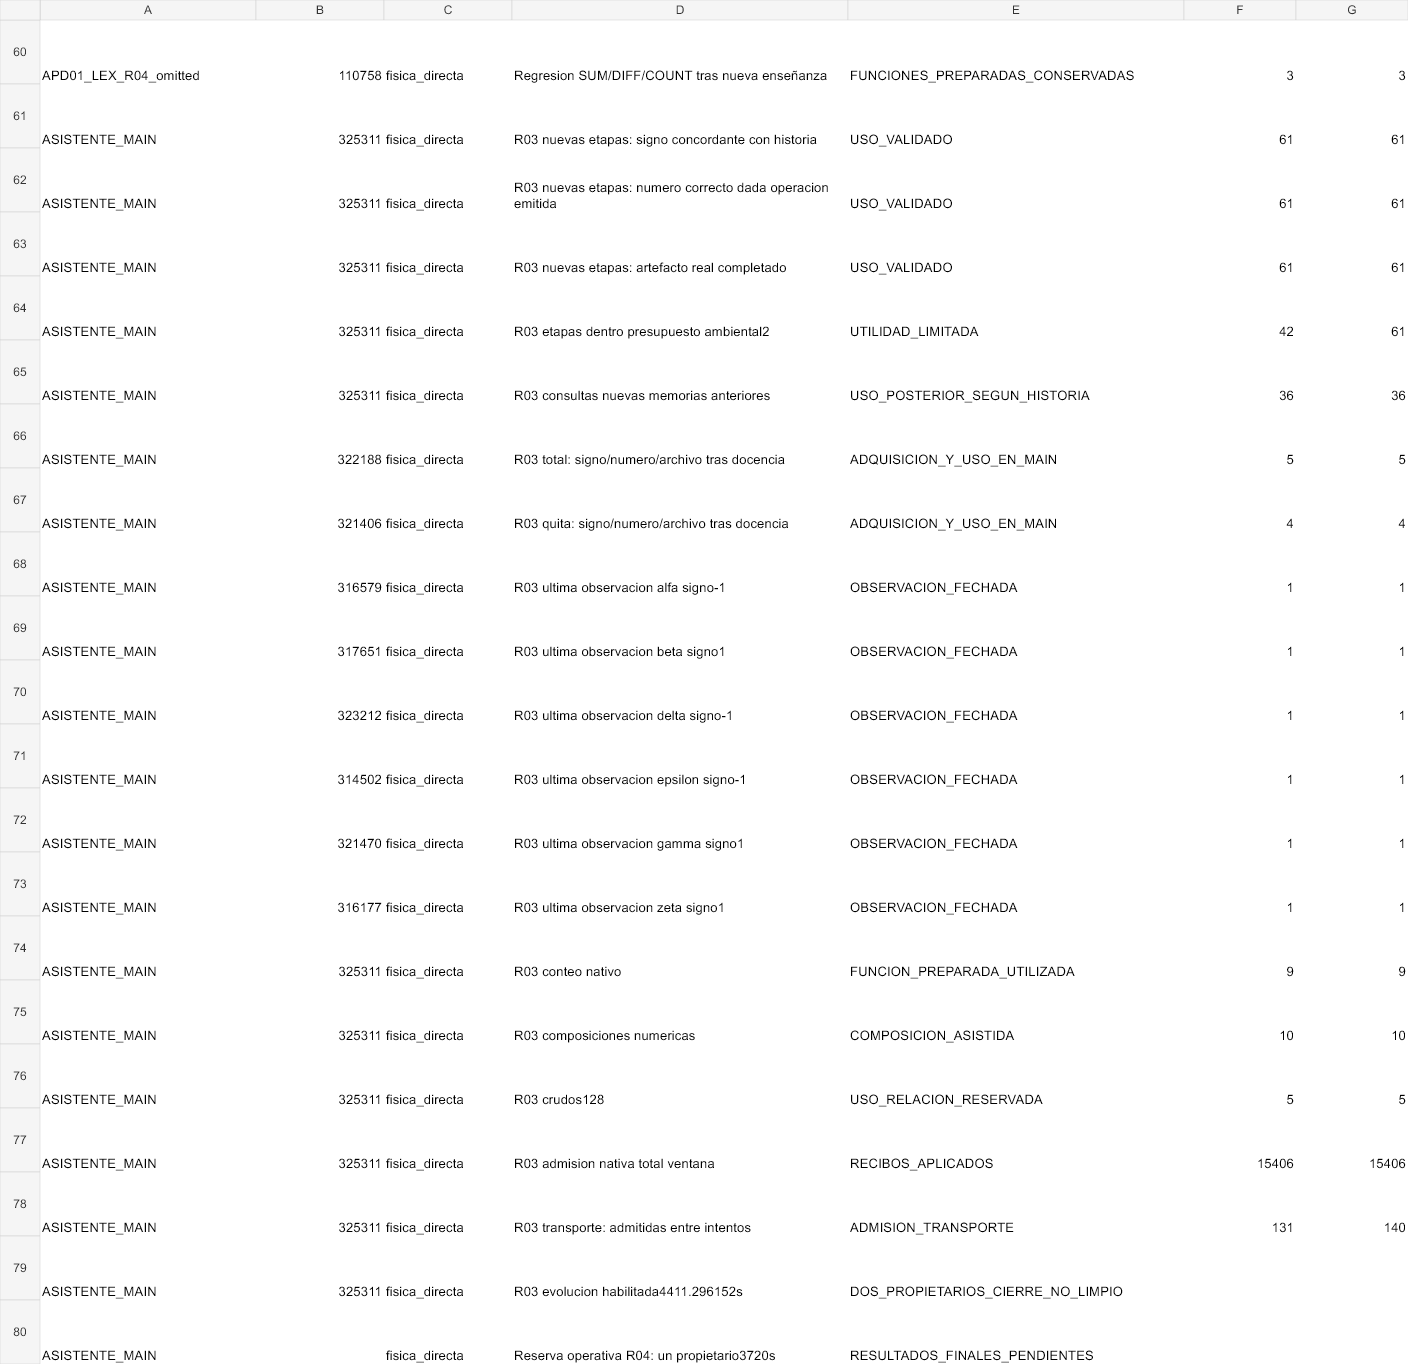 A B C D E F G
60 APD01_LEX_R04_omitted 110758 fisica_directa Regresion SUM/DIFF/COUNT tras nueva enseñanza FUNCIONES_PREPARADAS_CONSERVADAS 3 3
61 ASISTENTE_MAIN 325311 fisica_directa R03 nuevas etapas: signo concordante con historia USO_VALIDADO 61 61
62 ASISTENTE_MAIN 325311 fisica_directa R03 nuevas etapas: numero correcto dada operacion
emitida USO_VALIDADO 61 61
63 ASISTENTE_MAIN 325311 fisica_directa R03 nuevas etapas: artefacto real completado USO_VALIDADO 61 61
64 ASISTENTE_MAIN 325311 fisica_directa R03 etapas dentro presupuesto ambiental2 UTILIDAD_LIMITADA 42 61
65 ASISTENTE_MAIN 325311 fisica_directa R03 consultas nuevas memorias anteriores USO_POSTERIOR_SEGUN_HISTORIA 36 36
66 ASISTENTE_MAIN 322188 fisica_directa R03 total: signo/numero/archivo tras docencia ADQUISICION_Y_USO_EN_MAIN 5 5
67 ASISTENTE_MAIN 321406 fisica_directa R03 quita: signo/numero/archivo tras docencia ADQUISICION_Y_USO_EN_MAIN 4 4
68 ASISTENTE_MAIN 316579 fisica_directa R03 ultima observacion alfa signo-1 OBSERVACION_FECHADA 1 1
69 ASISTENTE_MAIN 317651 fisica_directa R03 ultima observacion beta signo1 OBSERVACION_FECHADA 1 1
70 ASISTENTE_MAIN 323212 fisica_directa R03 ultima observacion delta signo-1 OBSERVACION_FECHADA 1 1
71 ASISTENTE_MAIN 314502 fisica_directa R03 ultima observacion epsilon signo-1 OBSERVACION_FECHADA 1 1
72 ASISTENTE_MAIN 321470 fisica_directa R03 ultima observacion gamma signo1 OBSERVACION_FECHADA 1 1
73 ASISTENTE_MAIN 316177 fisica_directa R03 ultima observacion zeta signo1 OBSERVACION_FECHADA 1 1
74 ASISTENTE_MAIN 325311 fisica_directa R03 conteo nativo FUNCION_PREPARADA_UTILIZADA 9 9
75 ASISTENTE_MAIN 325311 fisica_directa R03 composiciones numericas COMPOSICION_ASISTIDA 10 10
76 ASISTENTE_MAIN 325311 fisica_directa R03 crudos128 USO_RELACION_RESERVADA 5 5
77 ASISTENTE_MAIN 325311 fisica_directa R03 admision nativa total ventana RECIBOS_APLICADOS 15406 15406
78 ASISTENTE_MAIN 325311 fisica_directa R03 transporte: admitidas entre intentos ADMISION_TRANSPORTE 131 140
79 ASISTENTE_MAIN 325311 fisica_directa R03 evolucion habilitada4411.296152s DOS_PROPIETARIOS_CIERRE_NO_LIMPIO
80 ASISTENTE_MAIN fisica_directa Reserva operativa R04: un propietario3720s RESULTADOS_FINALES_PENDIENTES